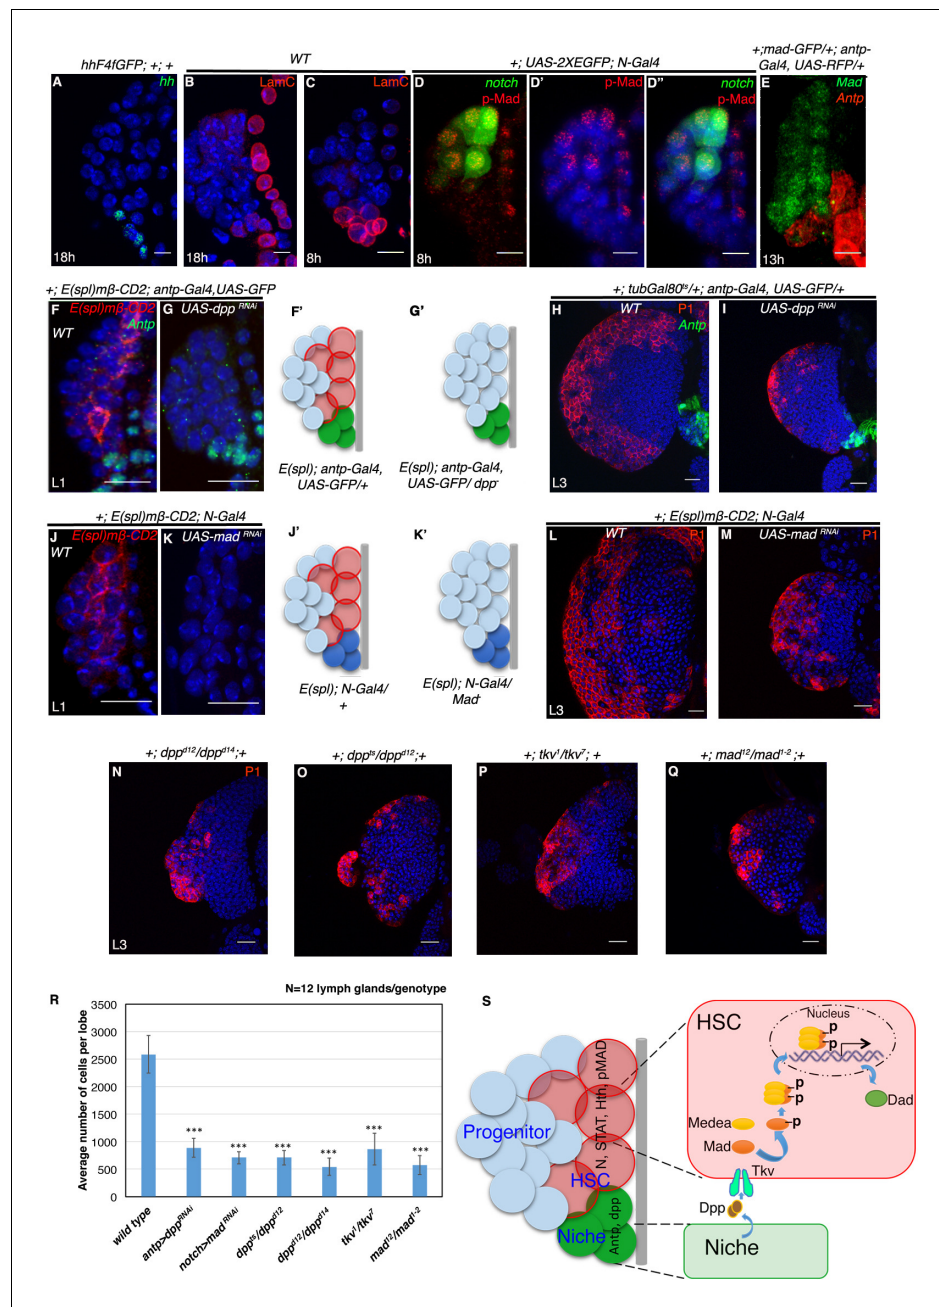 hhF4fGFP; +; +
WT
+; UAS-2XEGFP; N-Gal4
+;mad-GFP/+; antp-
Gal4, UAS-RFP/+
A
hh
18h
B
LamC
18h
C
LamC
8h
D
notch
p-Mad
8h
D'
p-Mad
D''
notch
p-Mad
E
Mad
Antp
13h
+; E(spl)mβ-CD2; antp-Gal4,UAS-GFP
F
E(spl)mβ-CD2
Antp
WT
L1
G
UAS-dpp RNAi
F'
E(spl); antp-Gal4,
UAS-GFP/+
G'
E(spl); antp-Gal4,
UAS-GFP/ dpp-
+; tubGal80ts/+; antp-Gal4, UAS-GFP/+
H
WT
P1
Antp
L3
I
UAS-dpp RNAi
+; E(spl)mβ-CD2; N-Gal4
J
E(spl)mβ-CD2
WT
L1
K
UAS-mad RNAi
J'
E(spl); N-Gal4/
+
K'
E(spl); N-Gal4/
Mad-
+; E(spl)mβ-CD2; N-Gal4
L
WT
P1
L3
M
UAS-mad RNAi
P1
+; dppd12/dppd14;+
N
P1
L3
+; dppts/dppd12;+
O
+; tkv1/tkv7; +
P
+; mad12/mad1-2 ;+
Q
R
N=12 lymph glands/genotype
Average number of cells per lobe
3500
3000
2500
2000
1500
1000
500
0
***
***
***
***
***
***
wild type
antp>dppRNAi
notch>mad RNAi
dppts/dppd12
dppd12/dppd14
tkv1/tkv7
mad12/mad1-2
S
Progenitor
HSC
Niche
N, STAT, Hth, pMAD
Antp, dpp
HSC
Nucleus
p
p
p
p
p
Medea
Mad
Dad
Tkv
Dpp
Niche